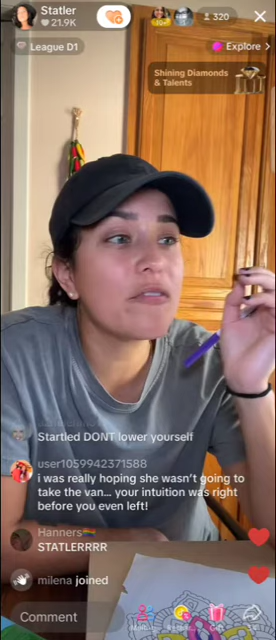 Statler
21.9K
320
League D1
Explore >
Shining Diamonds
& Talents
Startled DONT lower yourself
user1059942371588
i was really hoping she wasn't going to
take the van... your intuition was right
before you even left!
Hanners🏳️‍🌈
STATLERRRR
milena joined
Comment
Gift